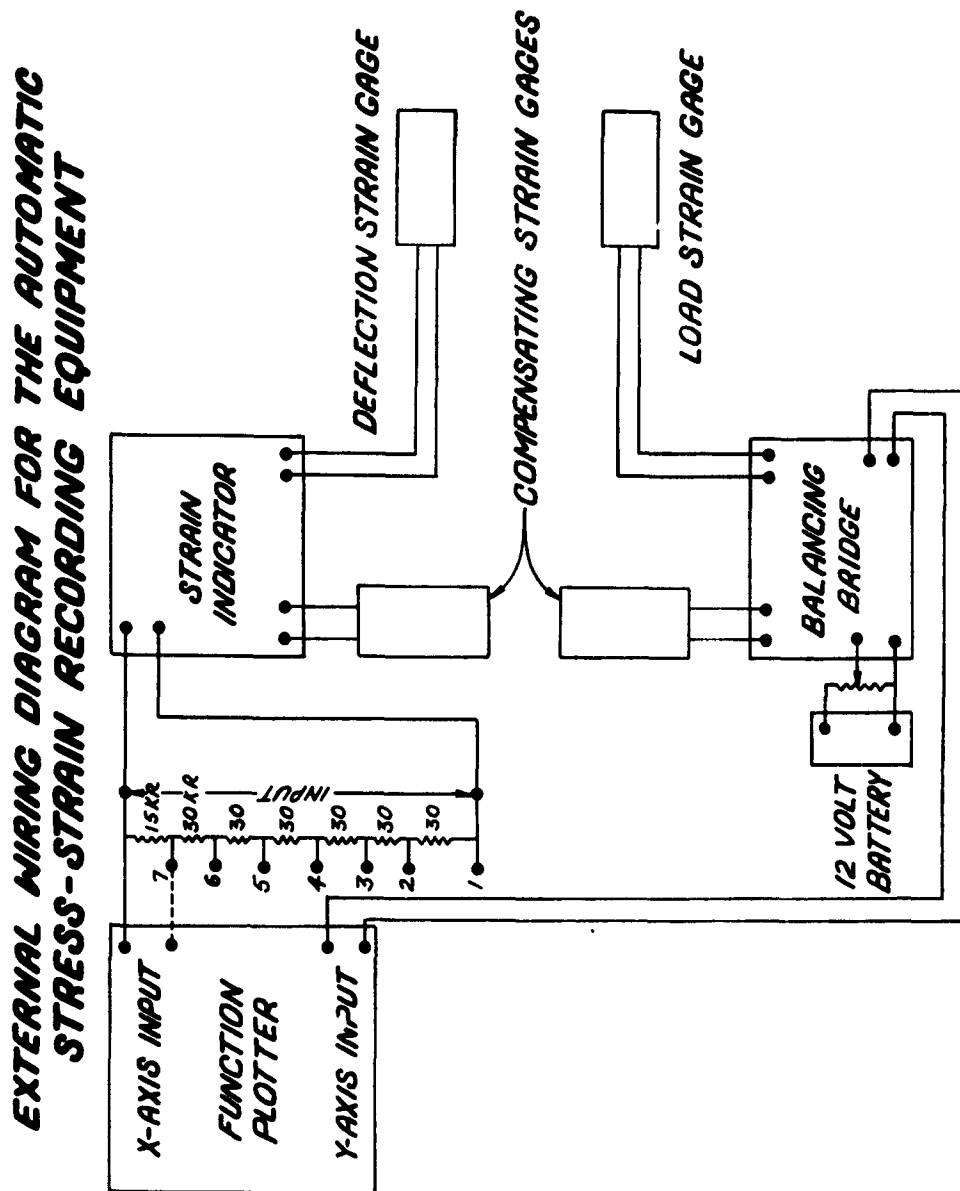 EXTERNAL WIRING DIAGRAM FOR THE AUTOMATIC
STRESS-STRAIN RECORDING EQUIPMENT
X-AXIS INPUT
FUNCTION
PLOTTER
Y-AXIS INPUT
15KR
30KR
30
30
30
30
30
7
6
5
4
3
2
1
INPUT
STRAIN
INDICATOR
DEFLECTION STRAIN GAGE
COMPENSATING STRAIN GAGES
LOAD STRAIN GAGE
BALANCING
BRIDGE
12 VOLT
BATTERY